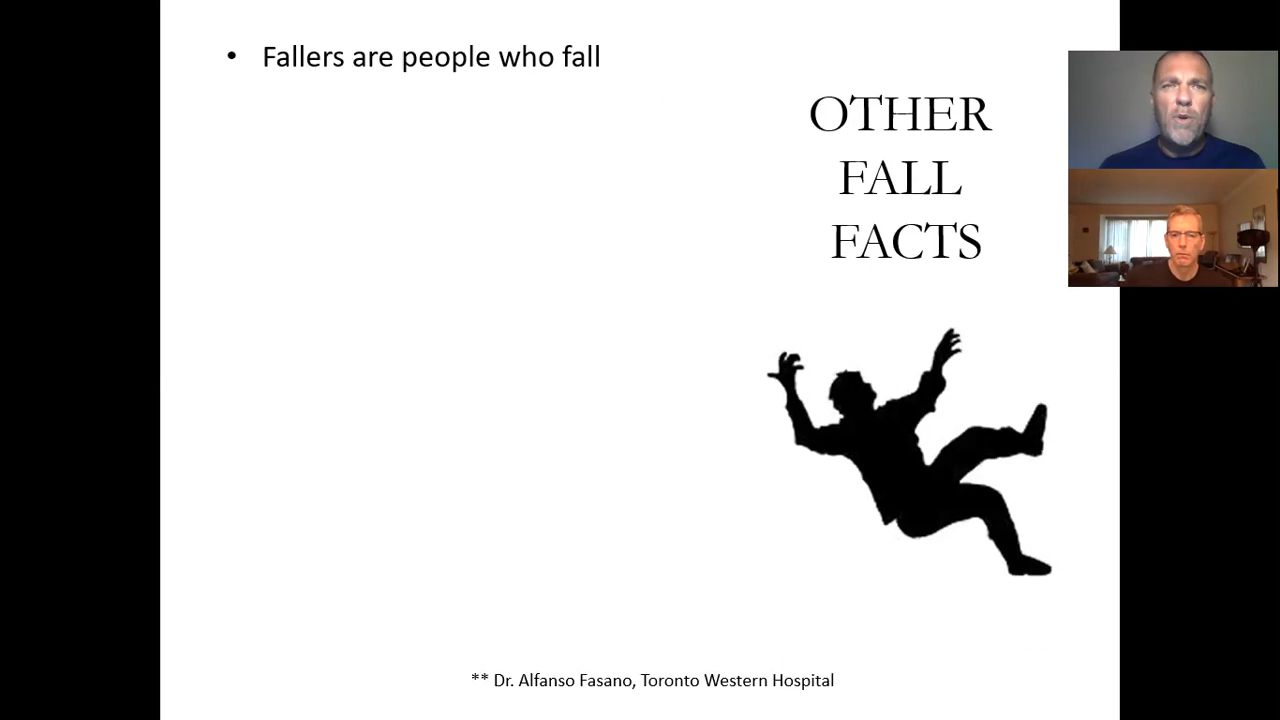 • Fallers are people who fall
OTHER
FALL
FACTS
** Dr. Alfanso Fasano, Toronto Western Hospital